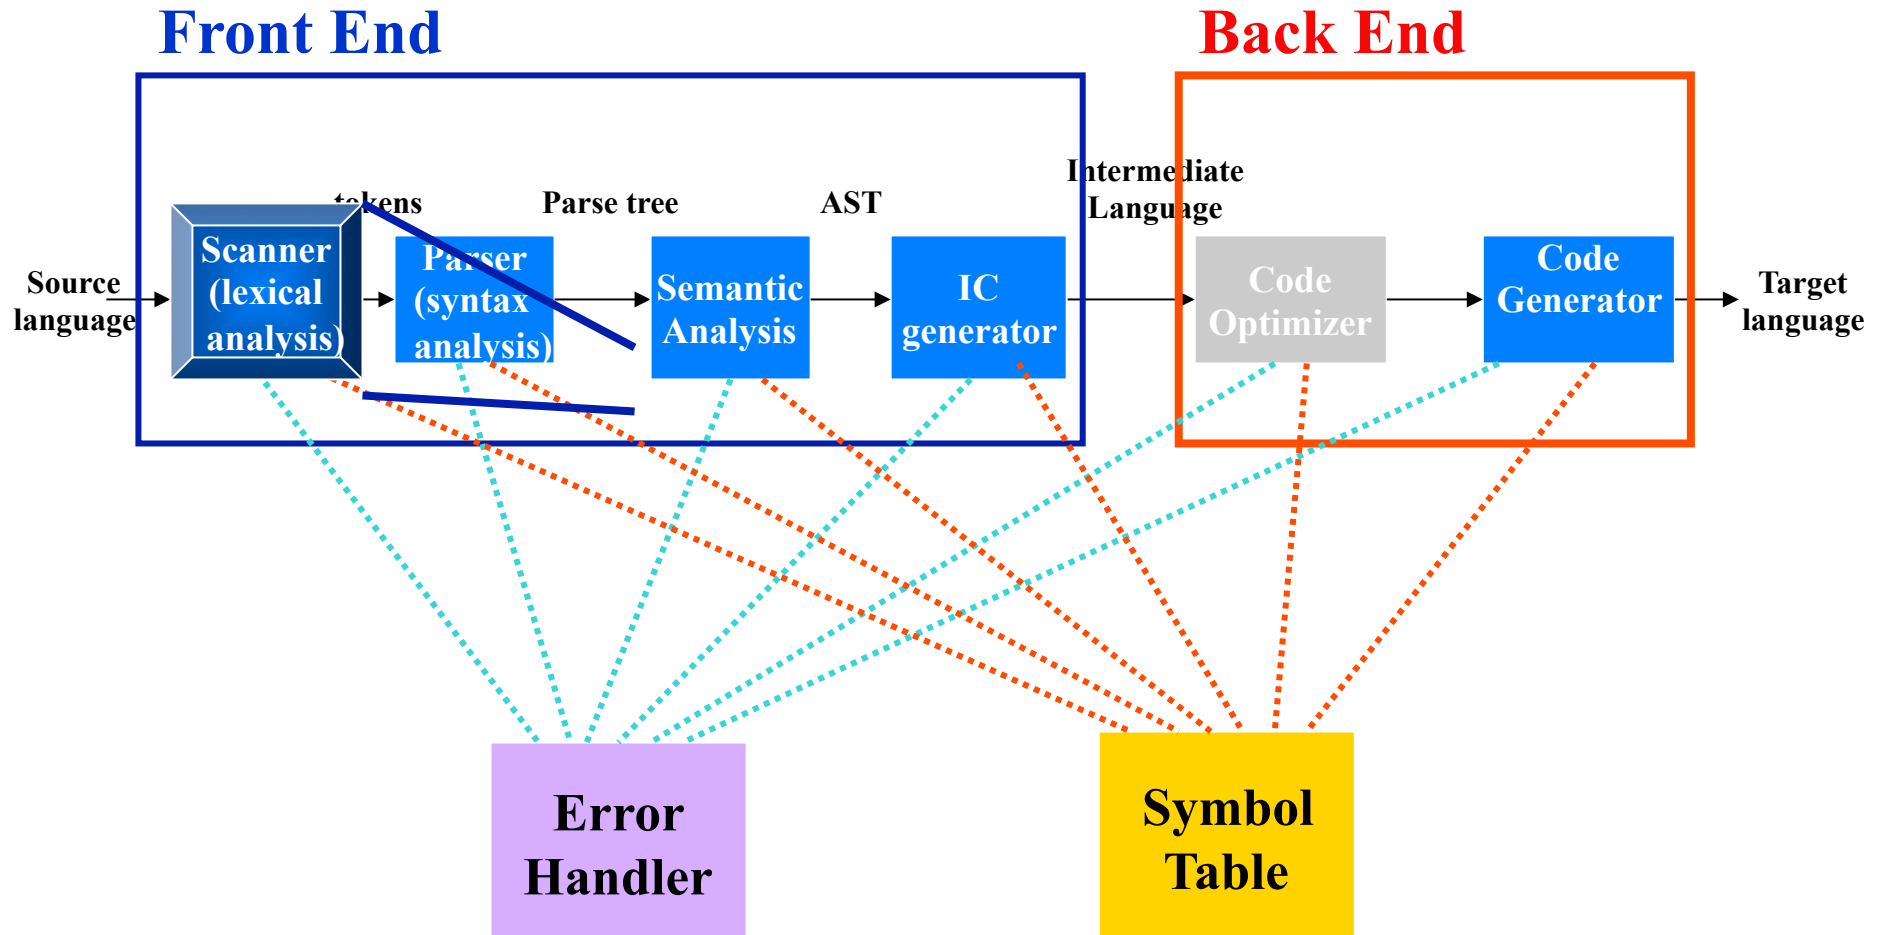 Front End
Back End
Intermediate
Language
tokens
Parse tree
AST
Source
language
Scanner
(lexical
analysis)
Parser
(syntax
analysis)
Semantic
Analysis
IC
generator
Code
Optimizer
Code
Generator
Target
language
Error
Handler
Symbol
Table